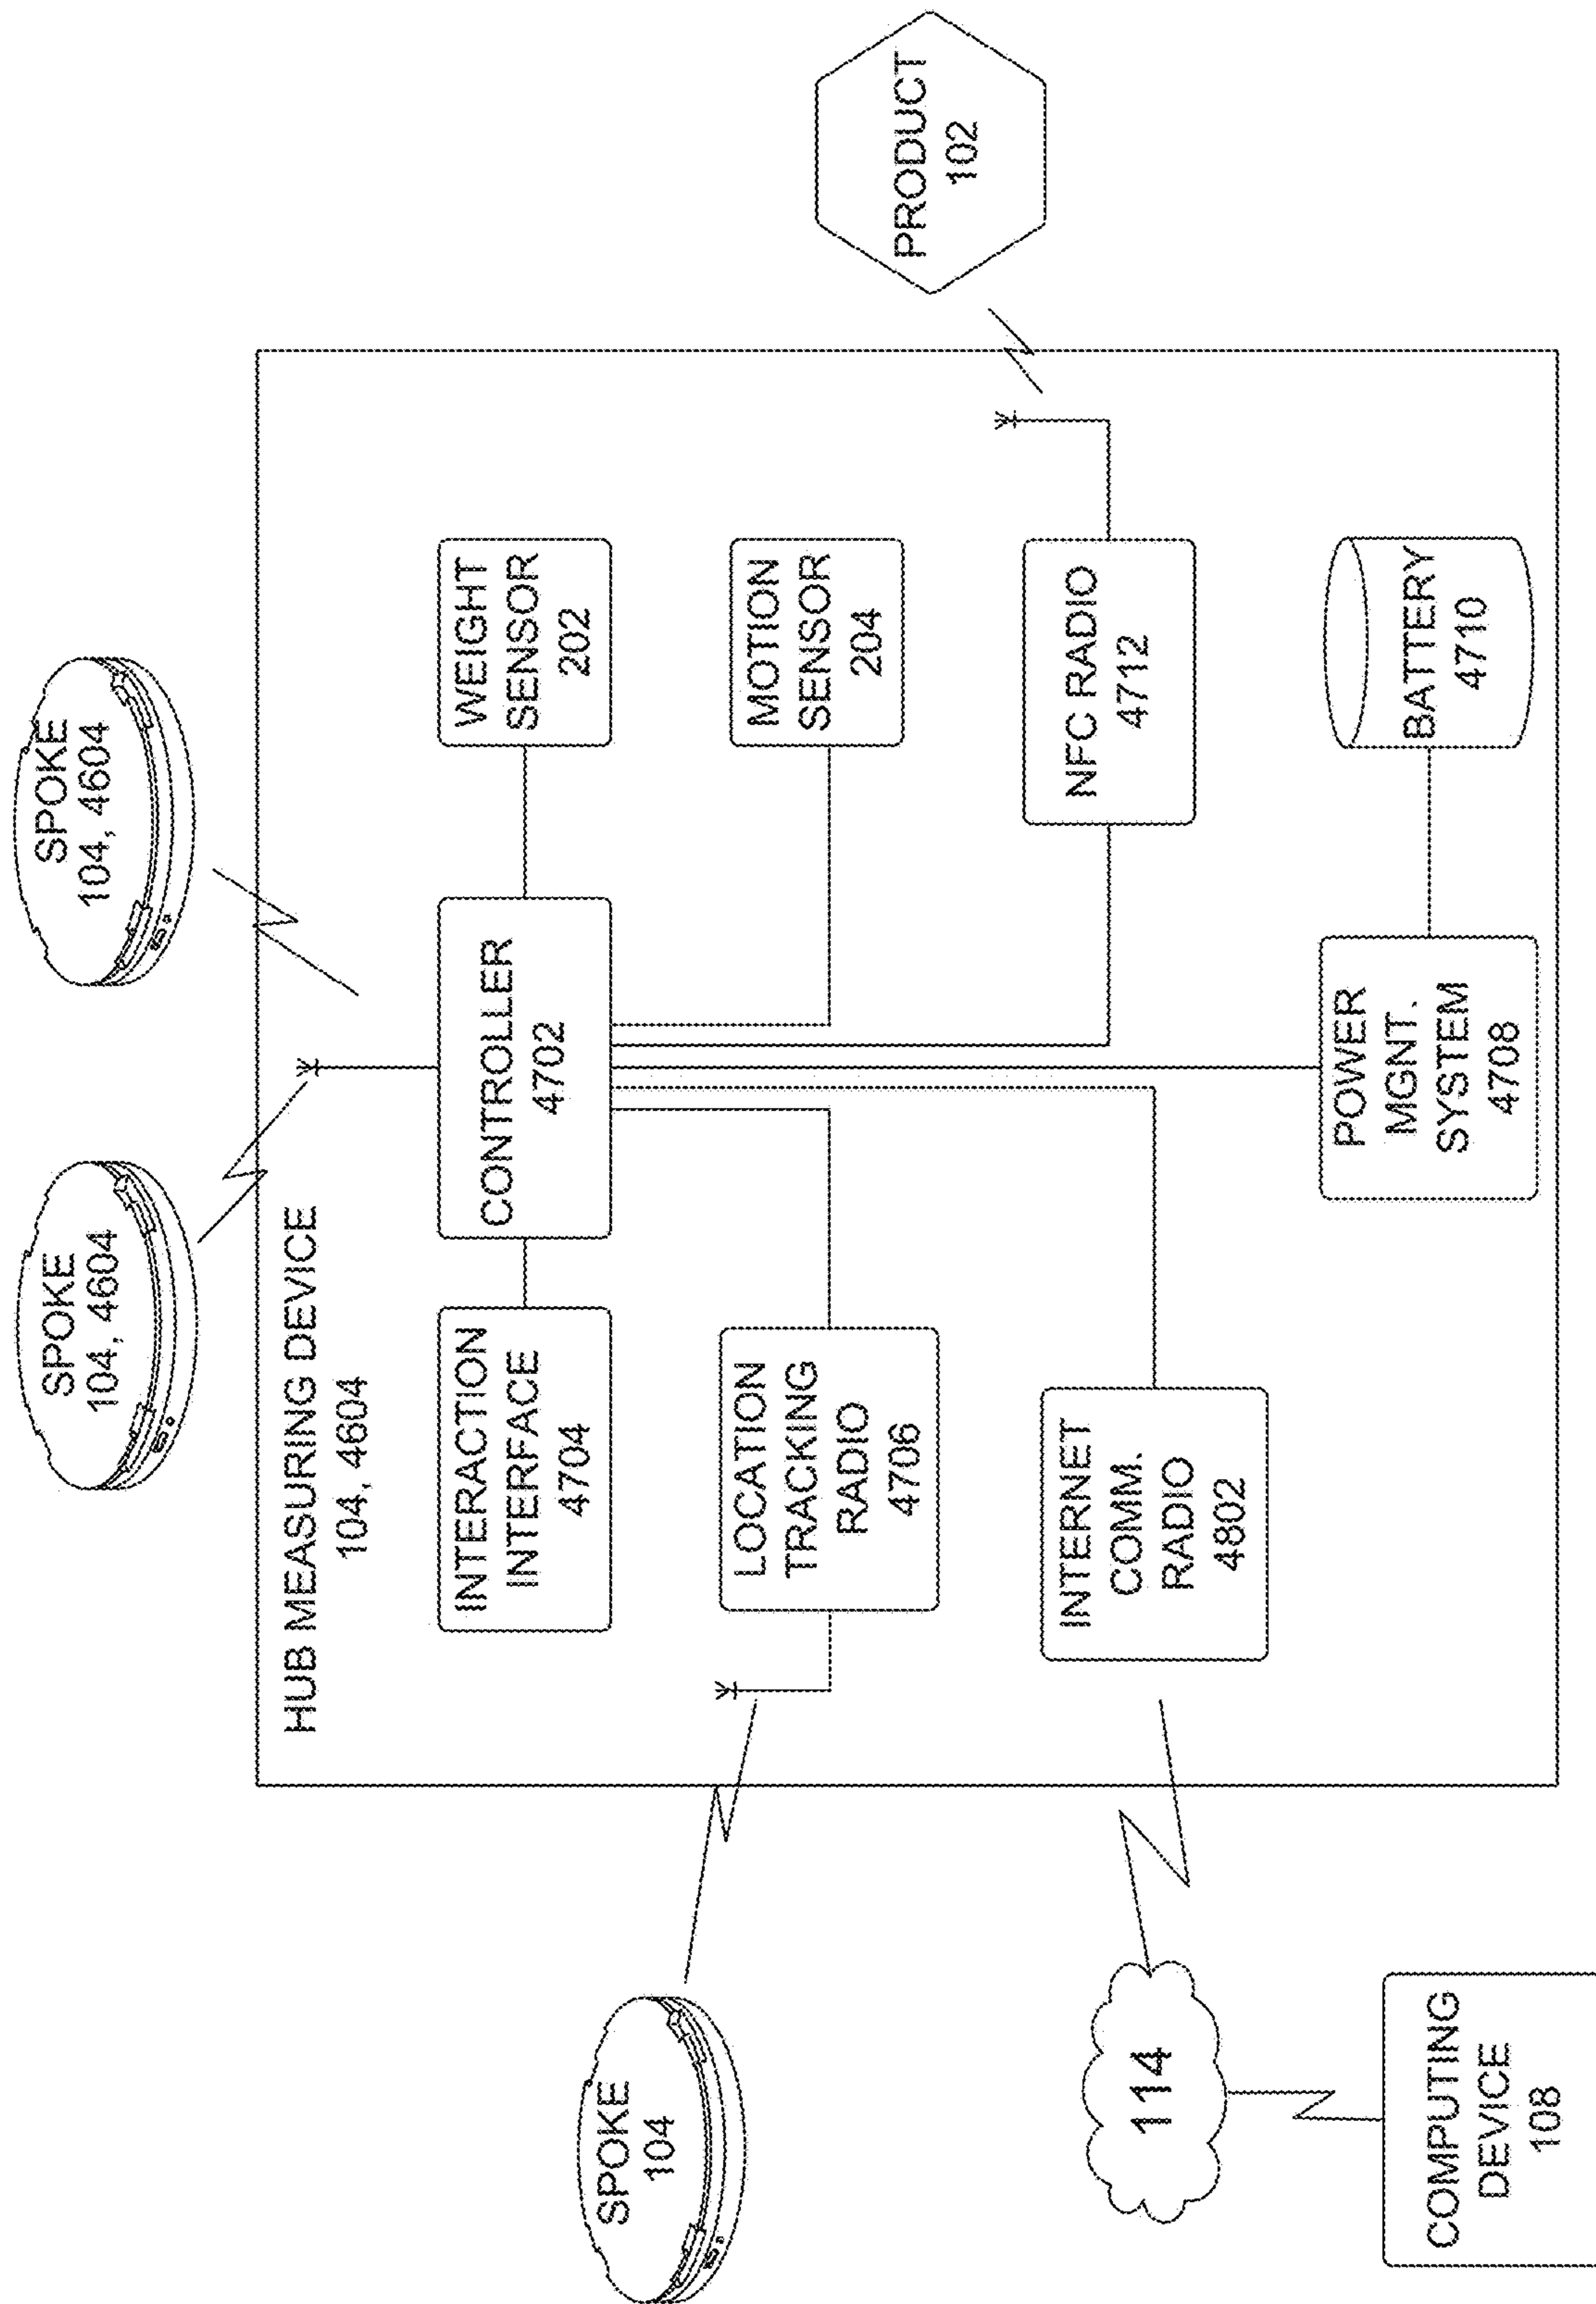 SPOKE
104, 4604
SPOKE
104, 4604
HUB MEASURING DEVICE
104, 4604
SPOKE
104
INTERACTION
INTERFACE
4704
CONTROLLER
4702
WEIGHT
SENSOR
202
LOCATION
TRACKING
RADIO
4706
MOTION
SENSOR
204
PRODUCT
102
INTERNET
COMM.
RADIO
4802
NFC RADIO
4712
114
POWER
MGNT.
SYSTEM
4708
BATTERY
4710
COMPUTING
DEVICE
108